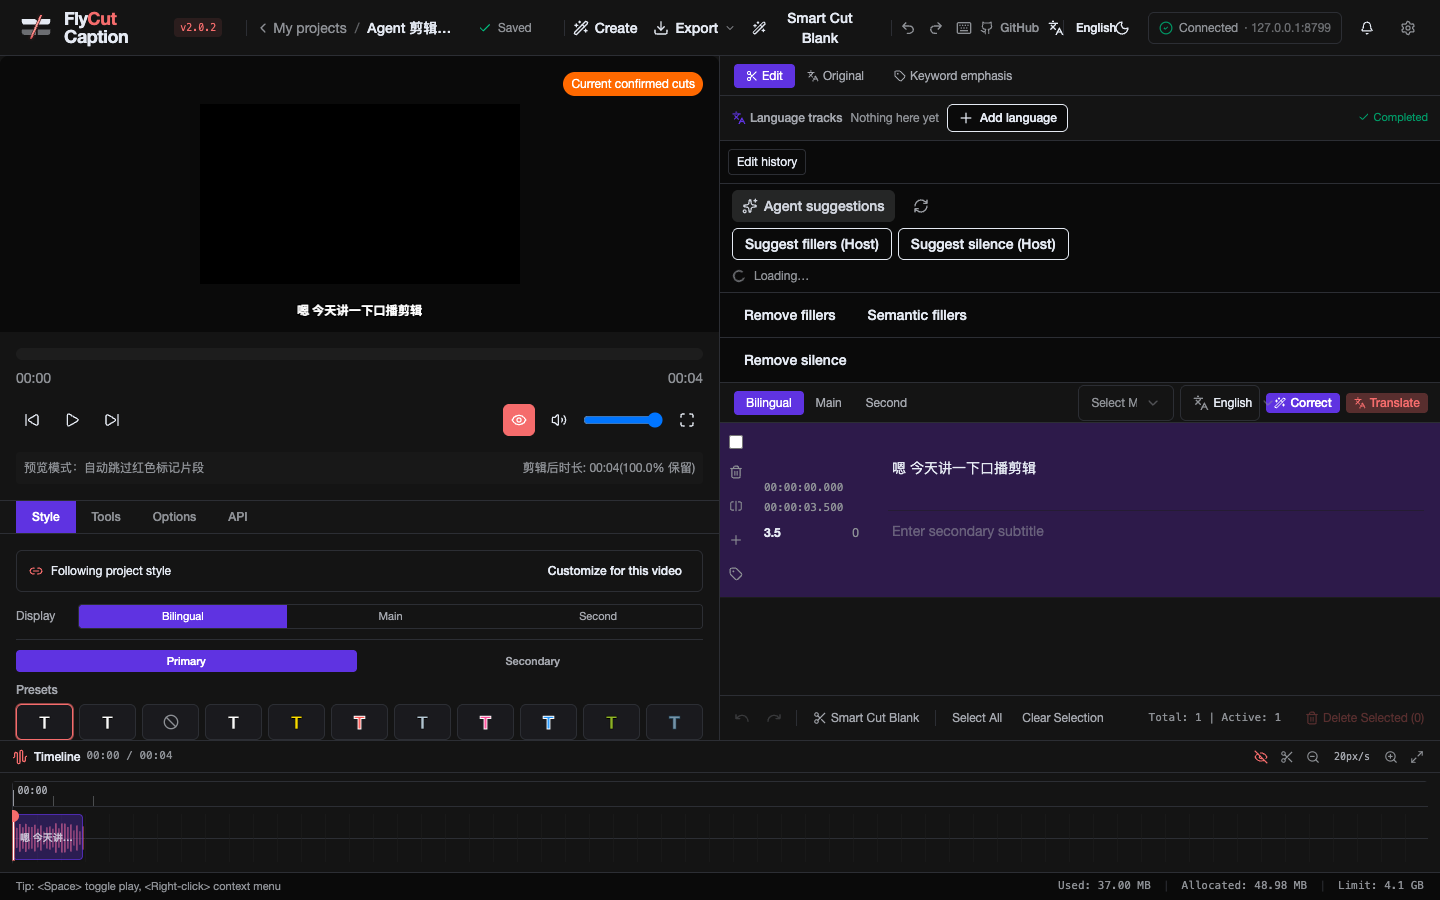 FlyCut Caption
v2.0.2
My projects / Agent 剪辑...
Saved
Create
Export
Smart Cut Blank
GitHub
English
Connected · 127.0.0.1:8799
Current confirmed cuts
嗯 今天讲一下口播剪辑
00:00
00:04
预览模式：自动跳过红色标记片段
剪辑后时长: 00:04(100.0% 保留)
Style
Tools
Options
API
Following project style
Customize for this video
Display
Bilingual
Main
Second
Primary
Secondary
Presets
T T T T T T T T T T
Edit
Original
Keyword emphasis
Language tracks
Nothing here yet
Add language
Completed
Edit history
Agent suggestions
Suggest fillers (Host)
Suggest silence (Host)
Loading...
Remove fillers
Semantic fillers
Remove silence
Bilingual
Main
Second
Select M
English
Correct
Translate
嗯 今天讲一下口播剪辑
00:00:00.000
00:00:03.500
3.5
0
Enter secondary subtitle
Smart Cut Blank
Select All
Clear Selection
Total: 1 | Active: 1
Delete Selected (0)
Timeline
00:00 / 00:04
20px/s
00:00
嗯 今天讲...
Tip: <Space> toggle play, <Right-click> context menu
Used: 37.00 MB
Allocated: 48.98 MB
Limit: 4.1 GB